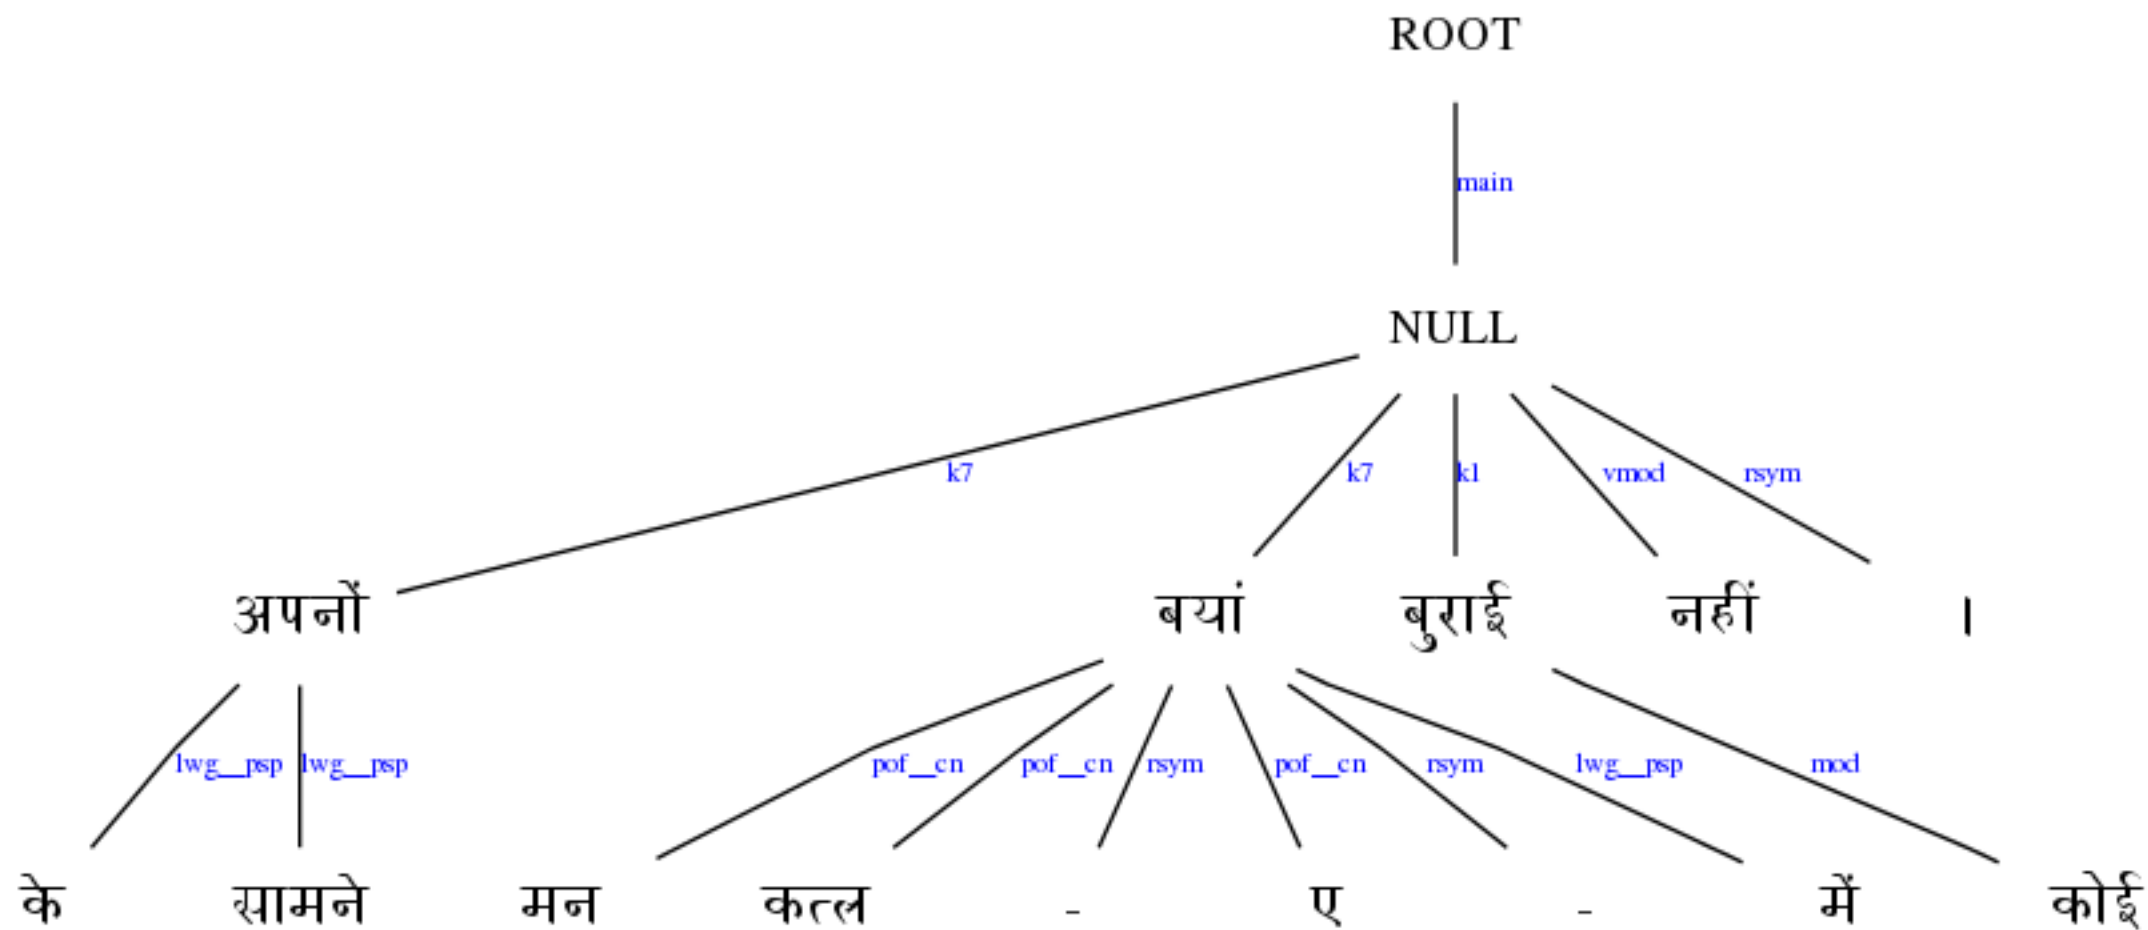 ROOT
main
NULL
k7 k7 k1 vmod rsym
अपनों बयां बुराई नहीं ।
lwg__psp lwg__psp pof__cn pof__cn rsym pof__cn rsym lwg__psp mod
के सामने मन कत्ल - ए - में कोई